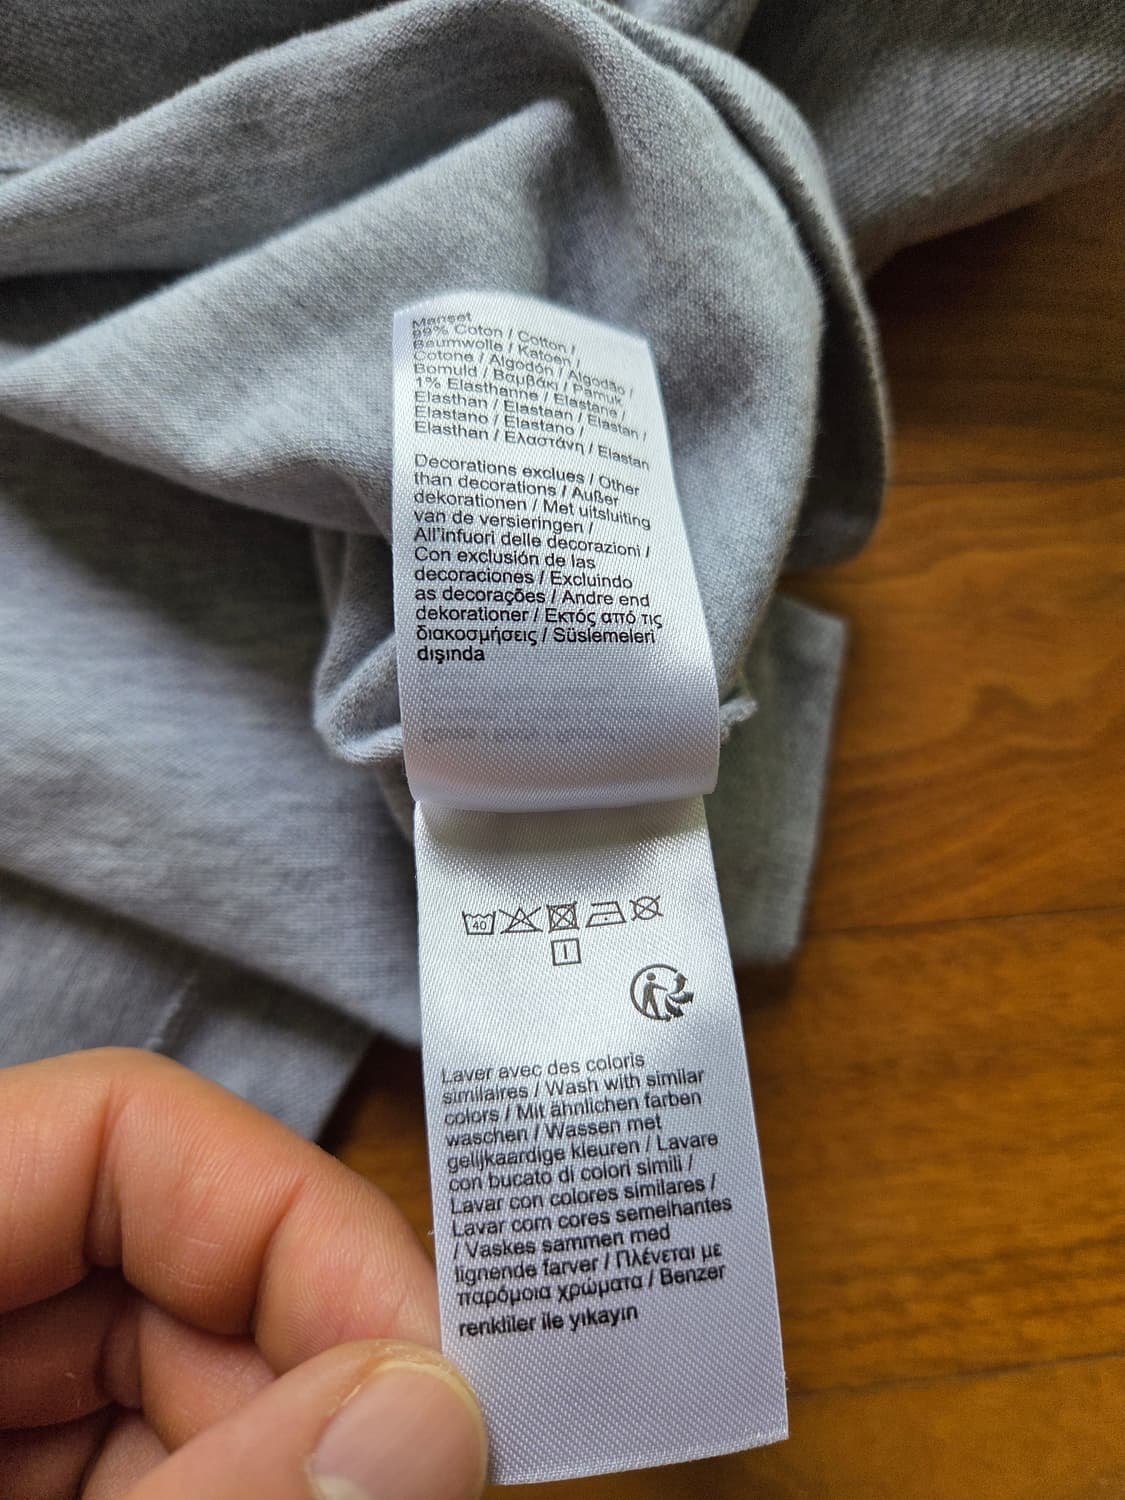 Manşet
99% Coton / Cotton /
Baumwolle / Katoen /
Cotone / Algodón / Algodão /
Bomuld / Βαμβάκι / Pamuk
1% Elasthanne / Elastane /
Elasthan / Elastaan / Elastan /
Elastano / Elastano /
Elasthan / Ελαστάνη / Elastan
Decorations exclues / Other
than decorations / Außer
dekorationen / Met uitsluiting
van de versieringen /
All'infuori delle decorazioni /
Con exclusión de las
decoraciones / Excluindo
as decorações / Andre end
dekorationer / Εκτός από τις
διακοσμήσεις / Süslemeleri
dışında
40
Laver avec des coloris
similaires / Wash with similar
colors / Mit ähnlichen farben
waschen / Wassen met
gelijkaardige kleuren / Lavare
con bucato di colori simili /
Lavar con colores similares /
Lavar com cores semelhantes
/ Vaskes sammen med
lignende farver / Πλένεται με
παρόμοια χρώματα / Benzer
renkliler ile yıkayın